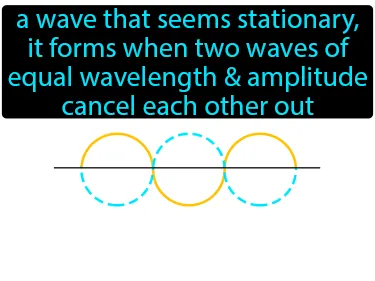 a wave that seems stationary,
it forms when two waves of
equal wavelength & amplitude
cancel each other out